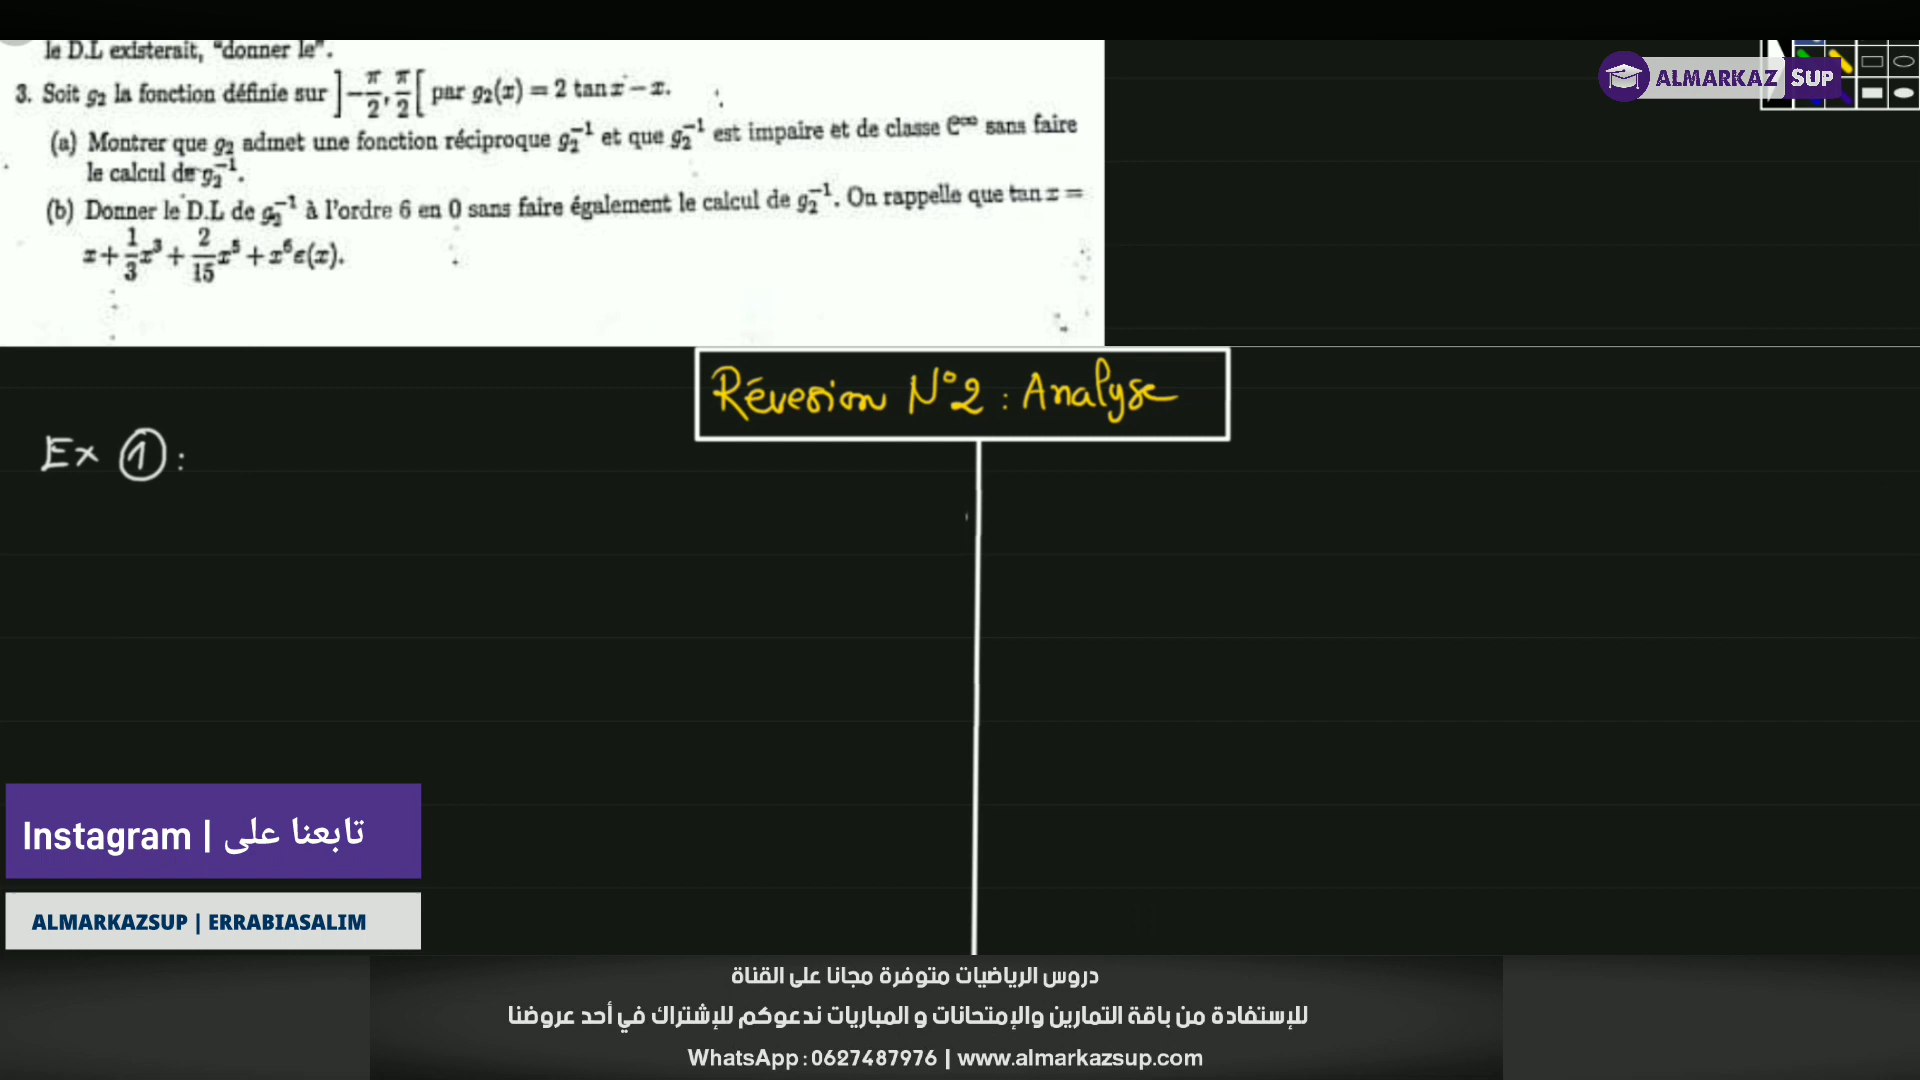 le D.L existerait, "donner le".
3. Soit g₂ la fonction définie sur ]−π/2, π/2[ par g₂(x) = 2 tan x − x.
(a) Montrer que g₂ admet une fonction réciproque g₂⁻¹ et que g₂⁻¹ est impaire et de classe C^∞ sans faire
le calcul de g₂⁻¹.
(b) Donner le D.L de g₂⁻¹ à l'ordre 6 en 0 sans faire également le calcul de g₂⁻¹. On rappelle que tan x =
x + 1/3 x³ + 2/15 x⁵ + x⁶ε(x).
ALMARKAZ SUP
Révesion N°2 : Analyse
Ex ① :
Instagram | تابعنا على
ALMARKAZSUP | ERRABIASALIM
دروس الرياضيات متوفرة مجانا على القناة
للإستفادة من باقة التمارين والإمتحانات و المباريات ندعوكم للإشتراك في أحد عروضنا
WhatsApp : 0627487976 | www.almarkazsup.com